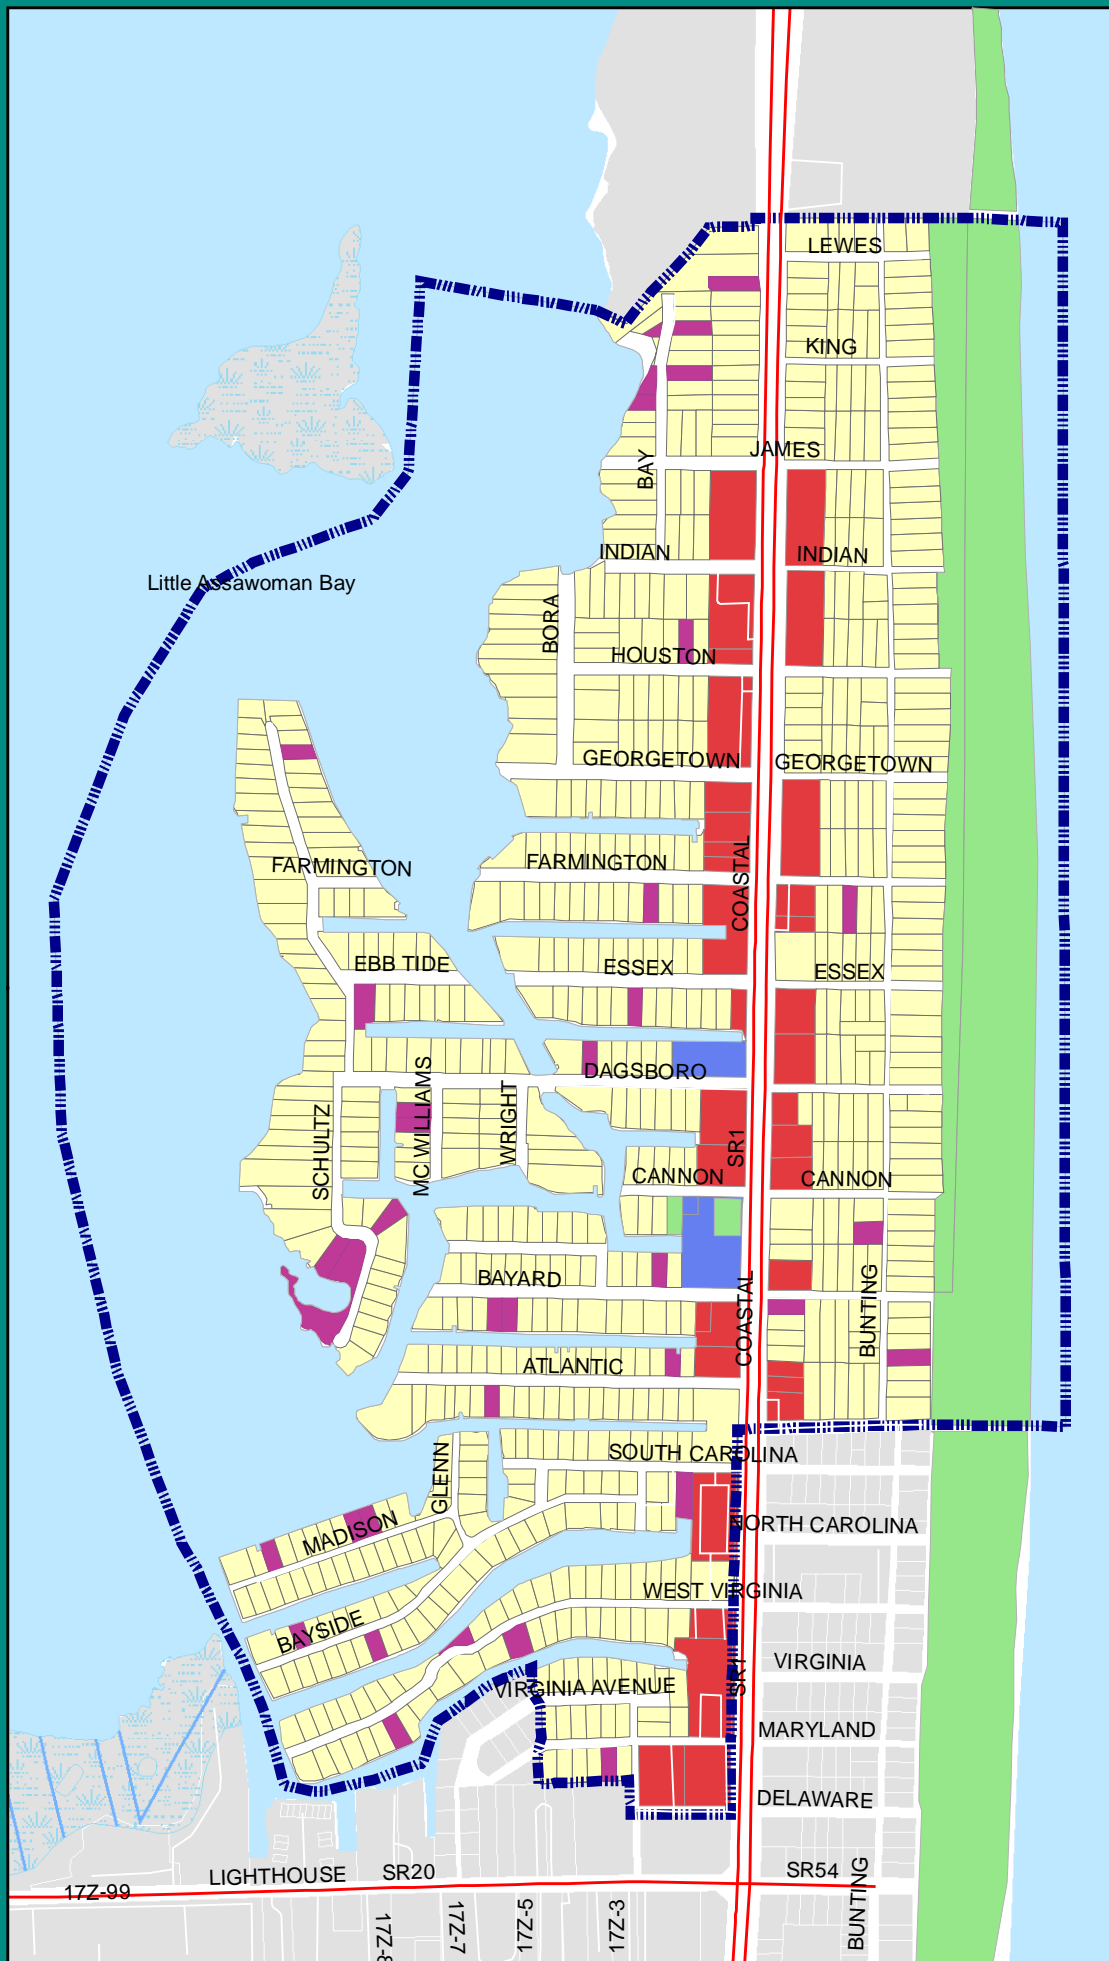 LEWES
KING
JAMES
BAY
INDIAN
INDIAN
Little Assawoman Bay
BORA
HOUSTON
GEORGETOWN
GEORGETOWN
FARMINGTON
FARMINGTON
COASTAL
EBB TIDE
ESSEX
ESSEX
DAGSBORO
MC WILLIAMS
WRIGHT
SCHULTZ
SR1
CANNON
CANNON
BAYARD
COASTAL
BUNTING
ATLANTIC
SOUTH CAROLINA
GLENN
MADISON
NORTH CAROLINA
WEST VIRGINIA
BAYSIDE
VIRGINIA
SR1
VIRGINIA AVENUE
MARYLAND
DELAWARE
LIGHTHOUSE
SR20
SR54
17Z-99
BUNTING
17Z-7
17Z-5
17Z-3